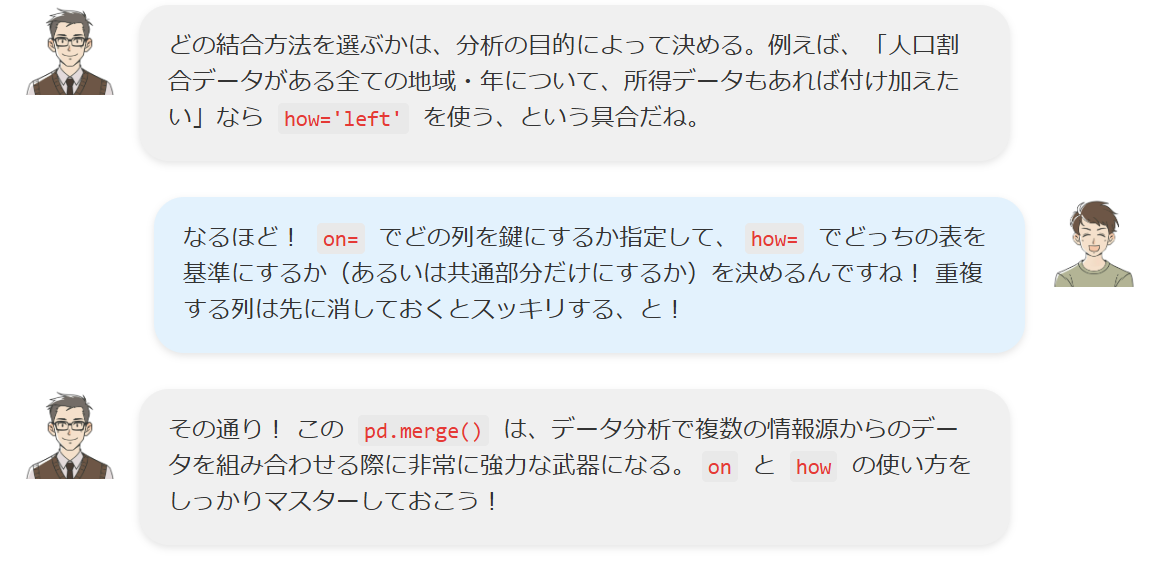 どの結合方法を選ぶかは、分析の目的によって決める。例えば、「人口割
合データがある全ての地域・年について、所得データもあれば付け加えた
い」なら how='left' を使う、という具合だね。
なるほど! on= でどの列を鍵にするか指定して、 how= でどっちの表を
基準にするか（あるいは共通部分だけにするか）を決めるんですね! 重複
する列は先に消しておくとスッキリする、と!
その通り! この pd.merge() は、データ分析で複数の情報源からのデー
タを組み合わせる際に非常に強力な武器になる。 on と how の使い方を
しっかりマスターしておこう!